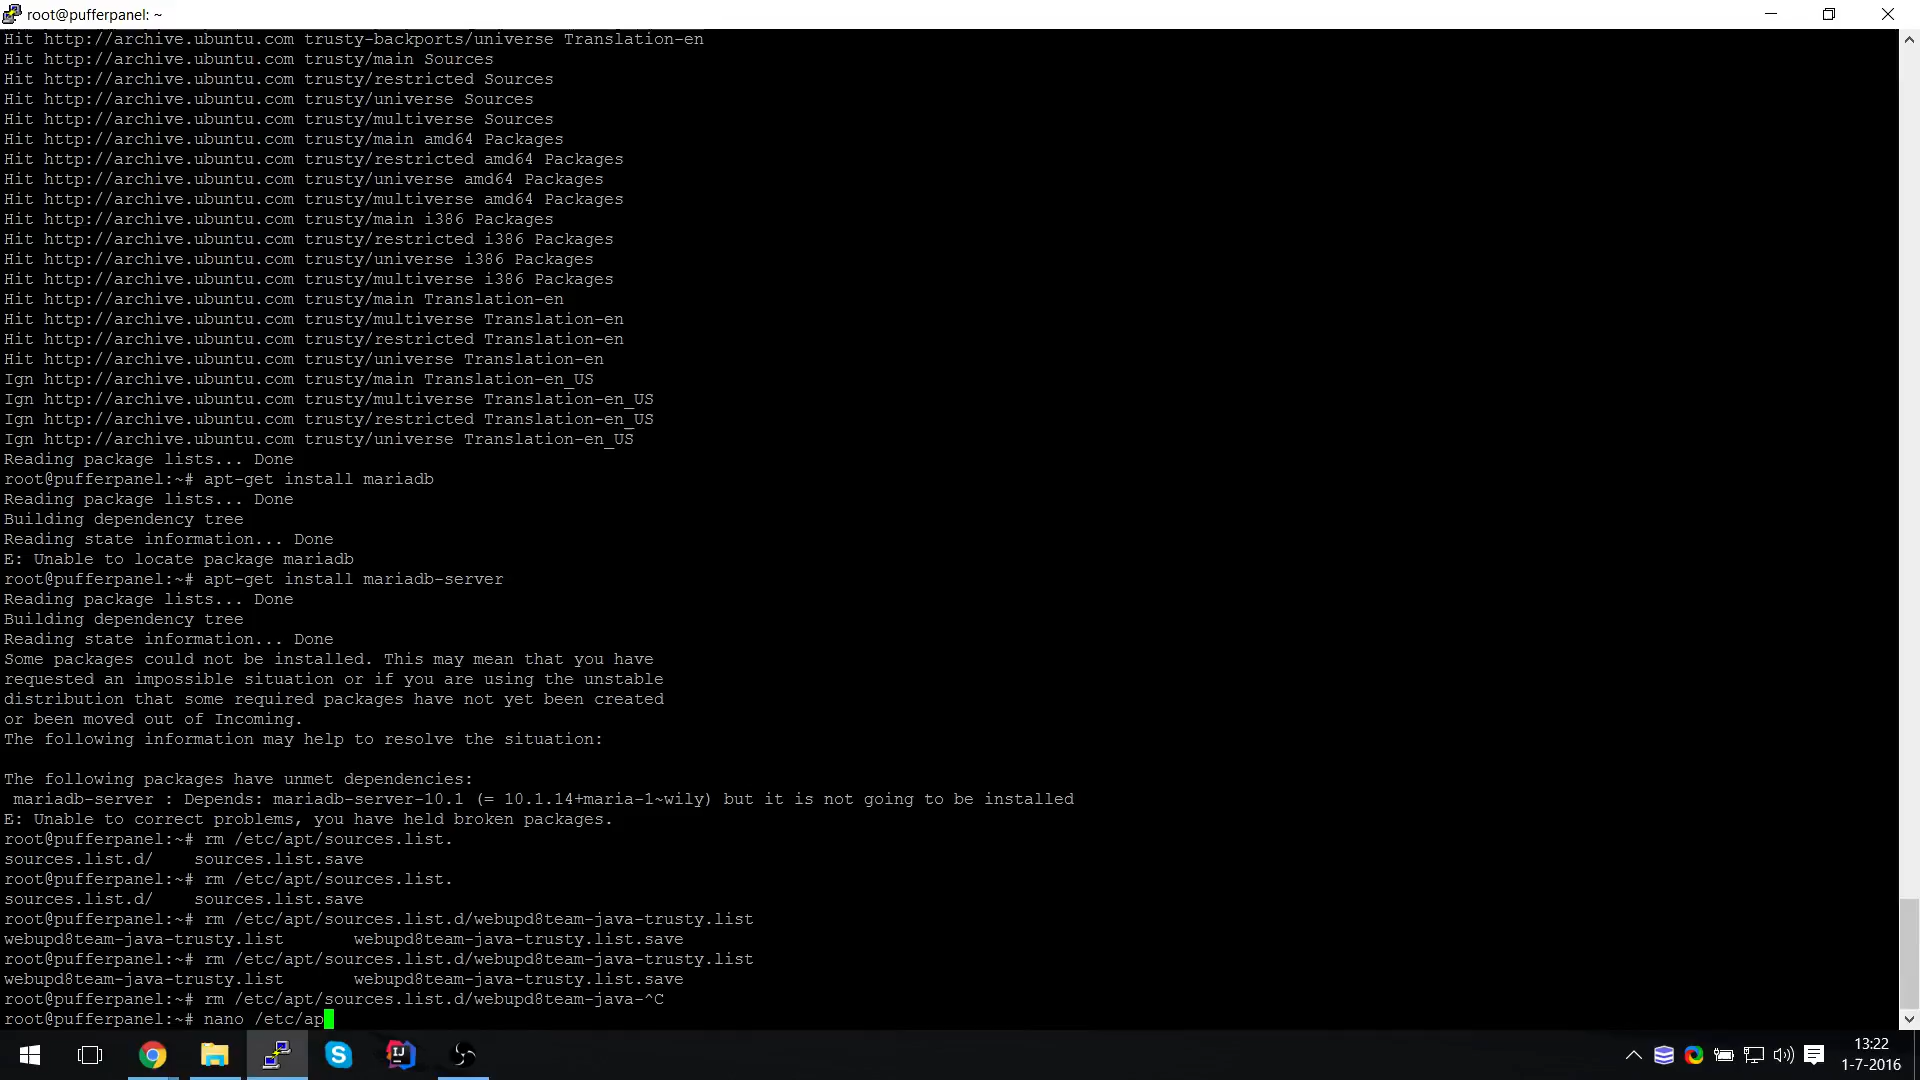 root@pufferpanel: ~
Hit http://archive.ubuntu.com trusty-backports/universe Translation-en
Hit http://archive.ubuntu.com trusty/main Sources
Hit http://archive.ubuntu.com trusty/restricted Sources
Hit http://archive.ubuntu.com trusty/universe Sources
Hit http://archive.ubuntu.com trusty/multiverse Sources
Hit http://archive.ubuntu.com trusty/main amd64 Packages
Hit http://archive.ubuntu.com trusty/restricted amd64 Packages
Hit http://archive.ubuntu.com trusty/universe amd64 Packages
Hit http://archive.ubuntu.com trusty/multiverse amd64 Packages
Hit http://archive.ubuntu.com trusty/main i386 Packages
Hit http://archive.ubuntu.com trusty/restricted i386 Packages
Hit http://archive.ubuntu.com trusty/universe i386 Packages
Hit http://archive.ubuntu.com trusty/multiverse i386 Packages
Hit http://archive.ubuntu.com trusty/main Translation-en
Hit http://archive.ubuntu.com trusty/multiverse Translation-en
Hit http://archive.ubuntu.com trusty/restricted Translation-en
Hit http://archive.ubuntu.com trusty/universe Translation-en
Ign http://archive.ubuntu.com trusty/main Translation-en_US
Ign http://archive.ubuntu.com trusty/multiverse Translation-en_US
Ign http://archive.ubuntu.com trusty/restricted Translation-en_US
Ign http://archive.ubuntu.com trusty/universe Translation-en_US
Reading package lists... Done
root@pufferpanel:~# apt-get install mariadb
Reading package lists... Done
Building dependency tree
Reading state information... Done
E: Unable to locate package mariadb
root@pufferpanel:~# apt-get install mariadb-server
Reading package lists... Done
Building dependency tree
Reading state information... Done
Some packages could not be installed. This may mean that you have
requested an impossible situation or if you are using the unstable
distribution that some required packages have not yet been created
or been moved out of Incoming.
The following information may help to resolve the situation:
The following packages have unmet dependencies:
mariadb-server : Depends: mariadb-server-10.1 (= 10.1.14+maria-1~wily) but it is not going to be installed
E: Unable to correct problems, you have held broken packages.
root@pufferpanel:~# rm /etc/apt/sources.list.
sources.list.d/    sources.list.save
root@pufferpanel:~# rm /etc/apt/sources.list.
sources.list.d/    sources.list.save
root@pufferpanel:~# rm /etc/apt/sources.list.d/webupd8team-java-trusty.list
webupd8team-java-trusty.list       webupd8team-java-trusty.list.save
root@pufferpanel:~# rm /etc/apt/sources.list.d/webupd8team-java-trusty.list
webupd8team-java-trusty.list       webupd8team-java-trusty.list.save
root@pufferpanel:~# rm /etc/apt/sources.list.d/webupd8team-java-^C
root@pufferpanel:~# nano /etc/ap
13:22
1-7-2016